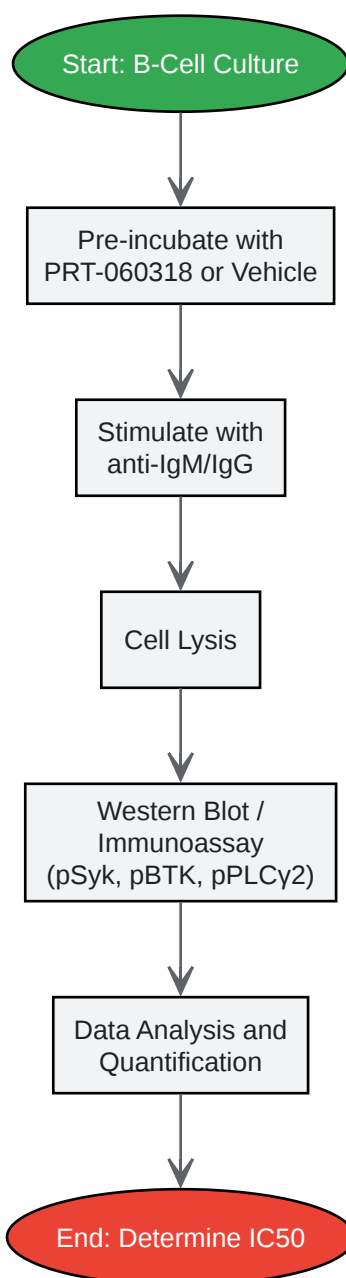 Start: B-Cell Culture
Pre-incubate with
PRT-060318 or Vehicle
Stimulate with
anti-IgM/IgG
Cell Lysis
Western Blot /
Immunoassay
(pSyk, pBTK, pPLCγ2)
Data Analysis and
Quantification
End: Determine IC50